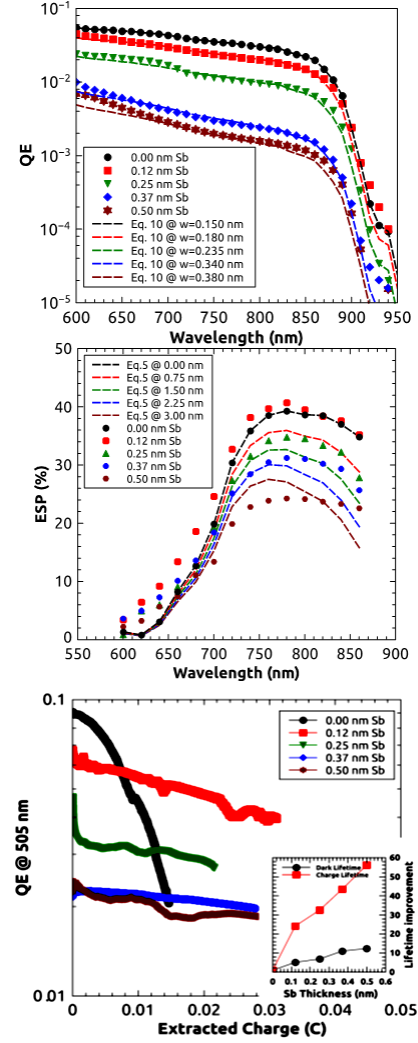 10⁻¹
10⁻²
10⁻³
10⁻⁴
10⁻⁵
QE
0.00 nm Sb
0.12 nm Sb
0.25 nm Sb
0.37 nm Sb
0.50 nm Sb
Eq. 10 @ w=0.150 nm
Eq. 10 @ w=0.180 nm
Eq. 10 @ w=0.235 nm
Eq. 10 @ w=0.340 nm
Eq. 10 @ w=0.380 nm
600 650 700 750 800 850 900 950
Wavelength (nm)
50
40
30
20
10
0
ESP (%)
Eq.5 @ 0.00 nm
Eq.5 @ 0.75 nm
Eq.5 @ 1.50 nm
Eq.5 @ 2.25 nm
Eq.5 @ 3.00 nm
0.00 nm Sb
0.12 nm Sb
0.25 nm Sb
0.37 nm Sb
0.50 nm Sb
550 600 650 700 750 800 850 900
Wavelength (nm)
0.1
0.01
QE @ 505 nm
0.00 nm Sb
0.12 nm Sb
0.25 nm Sb
0.37 nm Sb
0.50 nm Sb
Dark Lifetime
Charge Lifetime
60
50
40
30
20
10
0
Lifetime improvement
0 0.1 0.2 0.3 0.4 0.5 0.6
Sb Thickness (nm)
0 0.01 0.02 0.03 0.04 0.05
Extracted Charge (C)